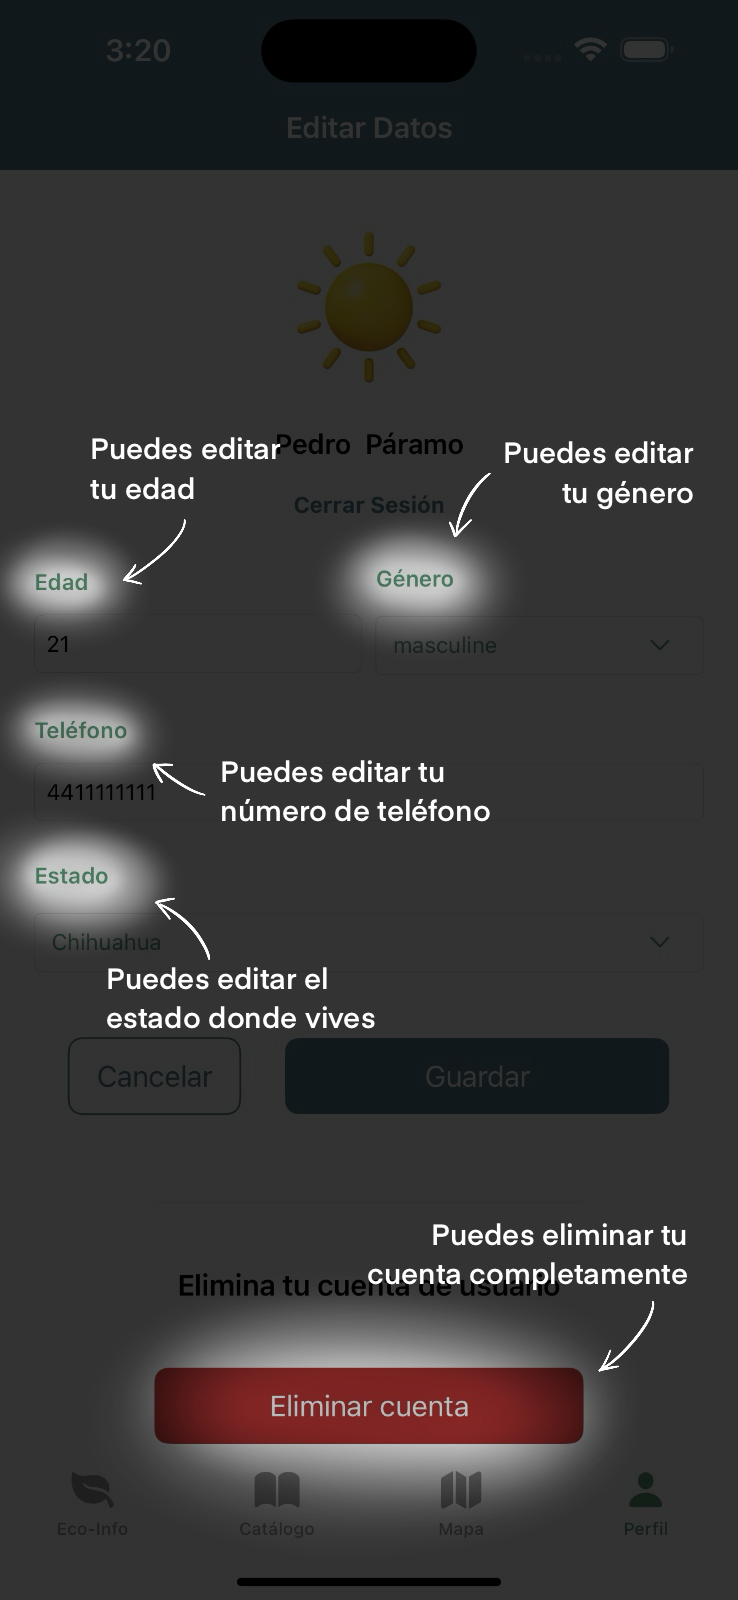 3:20
Editar Datos
Puedes editar
tu edad
Pedro Páramo
Puedes editar
tu género
Cerrar Sesión
Edad
Género
21
masculine
Teléfono
Puedes editar tu
número de teléfono
4411111111
Estado
Chihuahua
Puedes editar el
estado donde vives
Cancelar
Guardar
Puedes eliminar tu
cuenta completamente
Elimina tu cuenta de usuario
Eliminar cuenta
Eco-Info
Catálogo
Mapa
Perfil